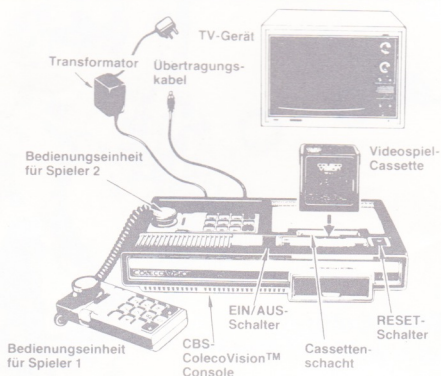 TV-Gerät
Transformator
Übertragungs-
kabel
Videospiel-
Cassette
Bedienungseinheit
für Spieler 2
COLECOVISION
EIN/AUS-
Schalter
RESET-
Schalter
Bedienungseinheit
für Spieler 1
CBS-
ColecoVision™
Console
Cassetten-
schacht